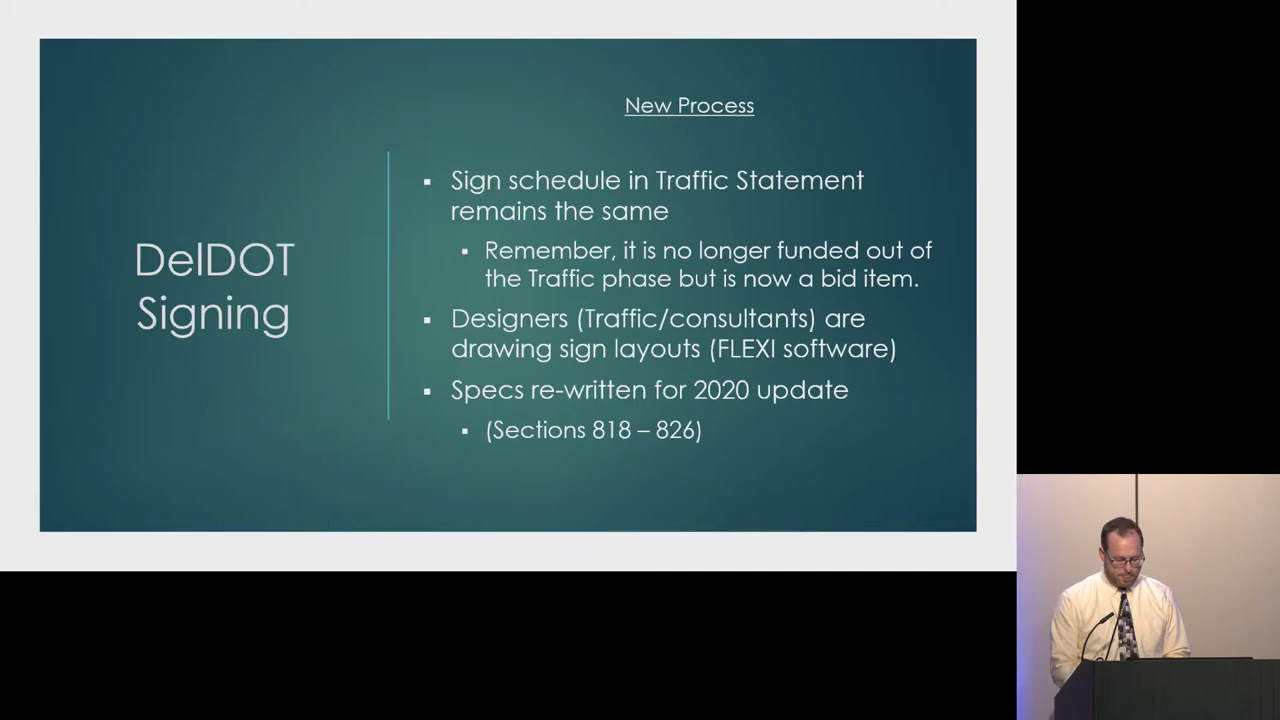 New Process
DelDOT
Signing
▪ Sign schedule in Traffic Statement
remains the same
▪ Remember, it is no longer funded out of
the Traffic phase but is now a bid item.
▪ Designers (Traffic/consultants) are
drawing sign layouts (FLEXI software)
▪ Specs re-written for 2020 update
▪ (Sections 818 – 826)